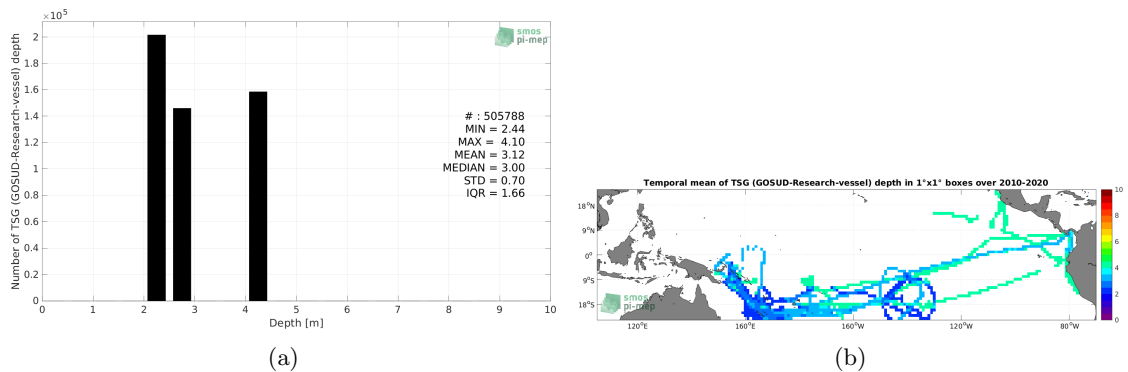 ×10⁵
2
1.8
1.6
1.4
1.2
1
0.8
0.6
0.4
0.2
0
Number of TSG (GOSUD-Research-vessel) depth
smos
pi-mep
# : 505788
MIN = 2.44
MAX = 4.10
MEAN = 3.12
MEDIAN = 3.00
STD = 0.70
IQR = 1.66
0 1 2 3 4 5 6 7 8 9 10
Depth [m]
(a)
Temporal mean of TSG (GOSUD-Research-vessel) depth in 1°x1° boxes over 2010-2020
18°N
9°N
0°
9°S
18°S
smos
pi-mep
120°E 160°E 160°W 120°W 80°W
10
8
6
4
2
0
(b)